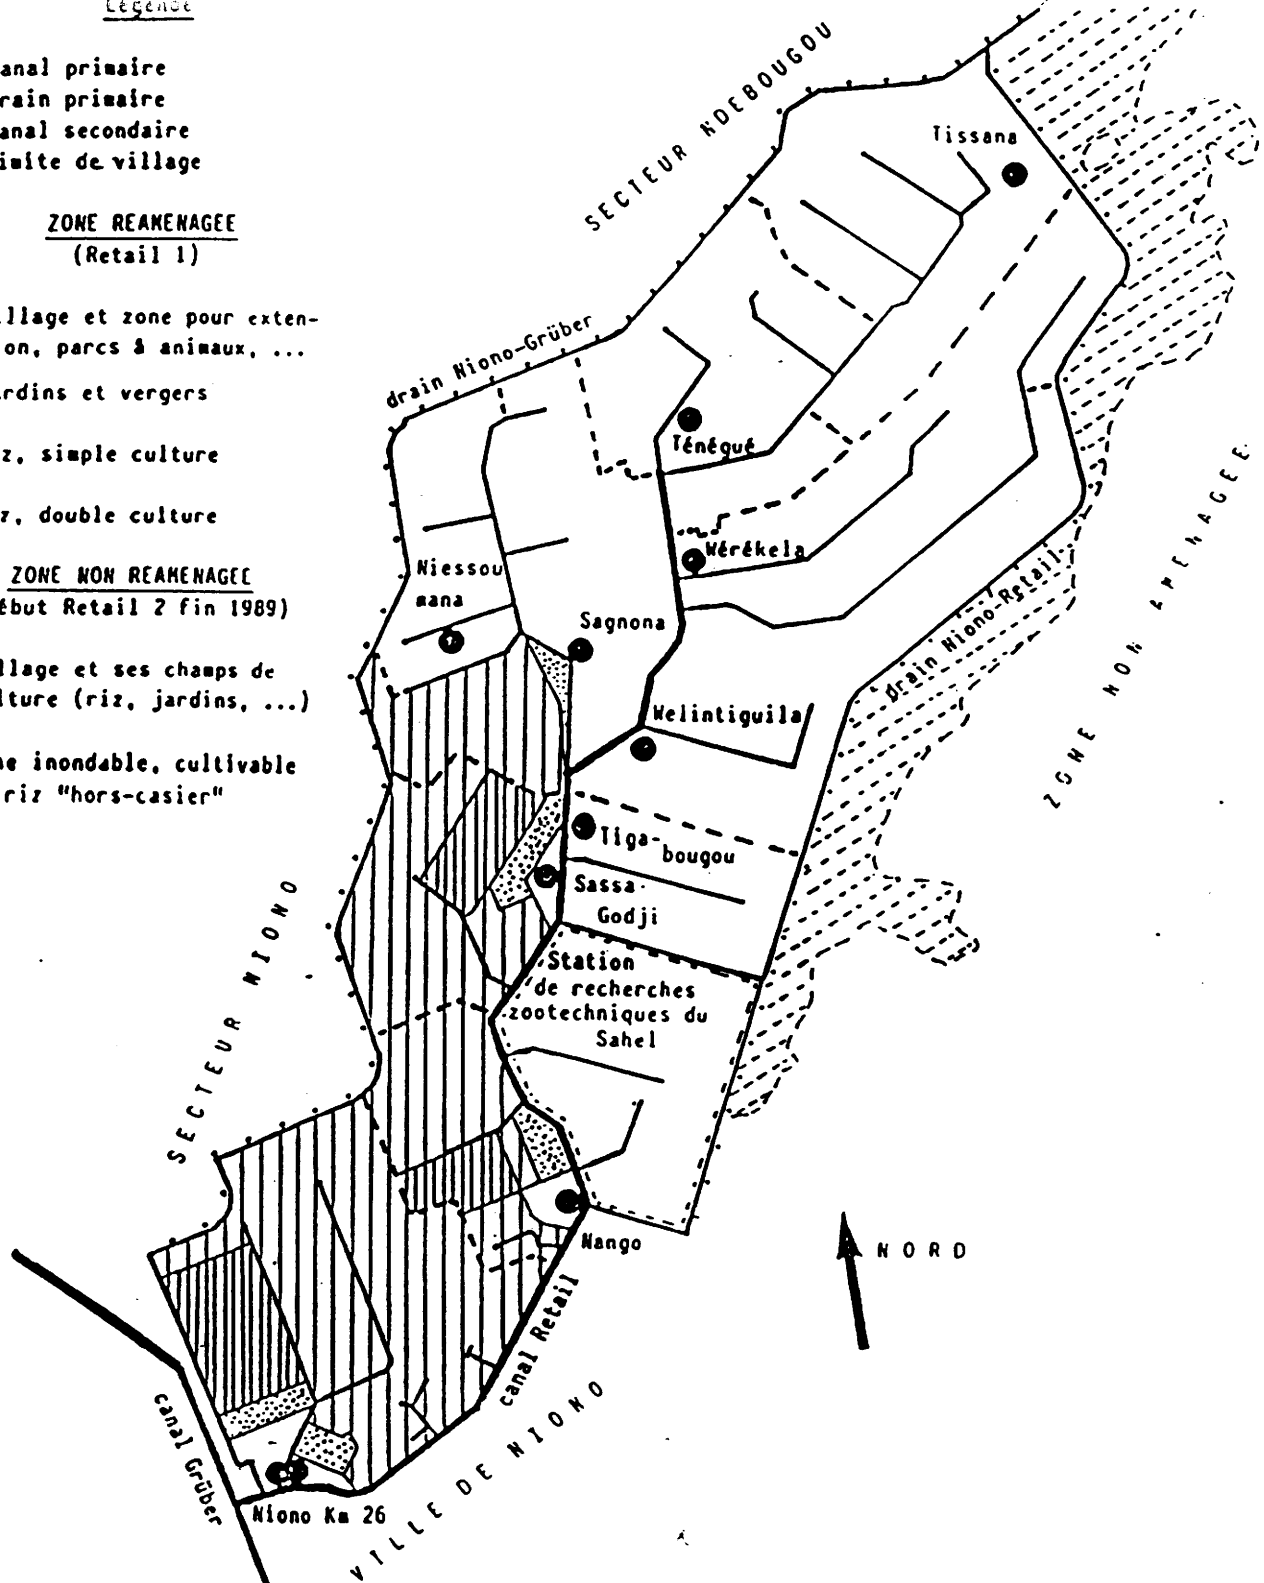 Légende
anal primaire
rain primaire
anal secondaire
imite de village
ZONE REAMENAGEE
(Retail 1)
illage et zone pour exten-
on, parcs à animaux, ...
rdins et vergers
z, simple culture
z, double culture
ZONE NON REAMENAGEE
ébut Retail 2 fin 1989)
llage et ses champs de
lture (riz, jardins, ...)
ne inondable, cultivable
riz "hors-casier"
SECTEUR NDEBOUGOU
Tissana
drain Niono-Grüber
Ténégué
Wérékela
Niessou
mana
Sagnona
drain Niono-Retail
ZONE NON AMENAGEE
Welintiguila
Tiga-
bougou
Sassa-
Godji
Station
de recherches
zootechniques du
Sahel
SECTEUR NIONO
Nango
NORD
canal Retail
canal Grüber
Niono Km 26
VILLE DE NIONO